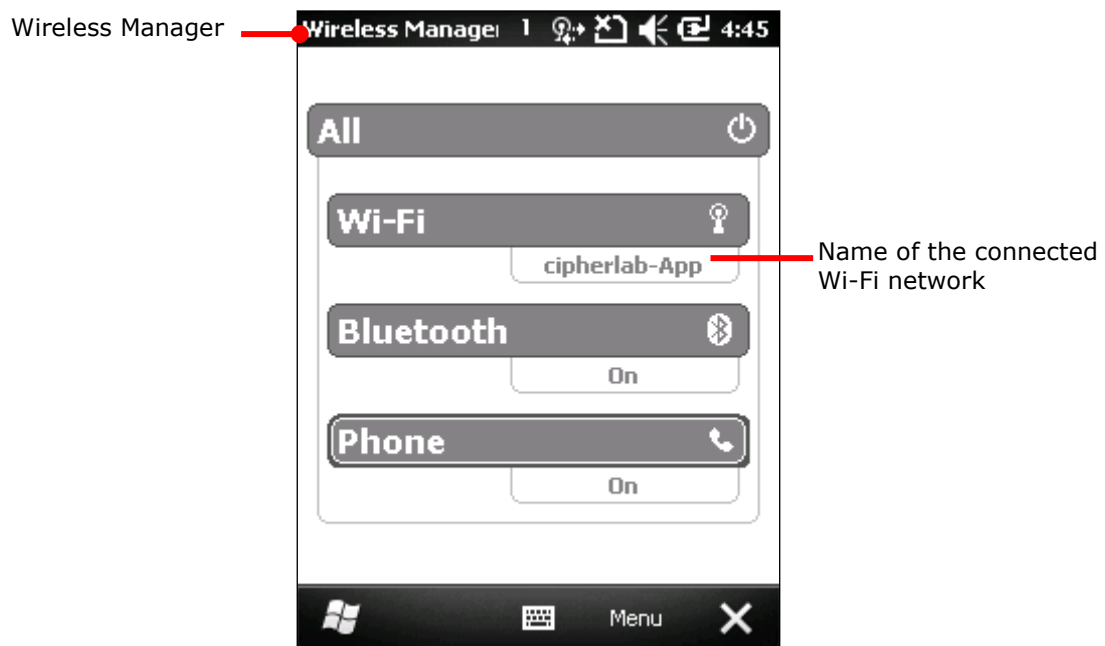 Wireless Manager
Wireless Manager 1 4:45
All
Wi-Fi
cipherlab-App
Name of the connected
Wi-Fi network
Bluetooth
On
Phone
On
Menu